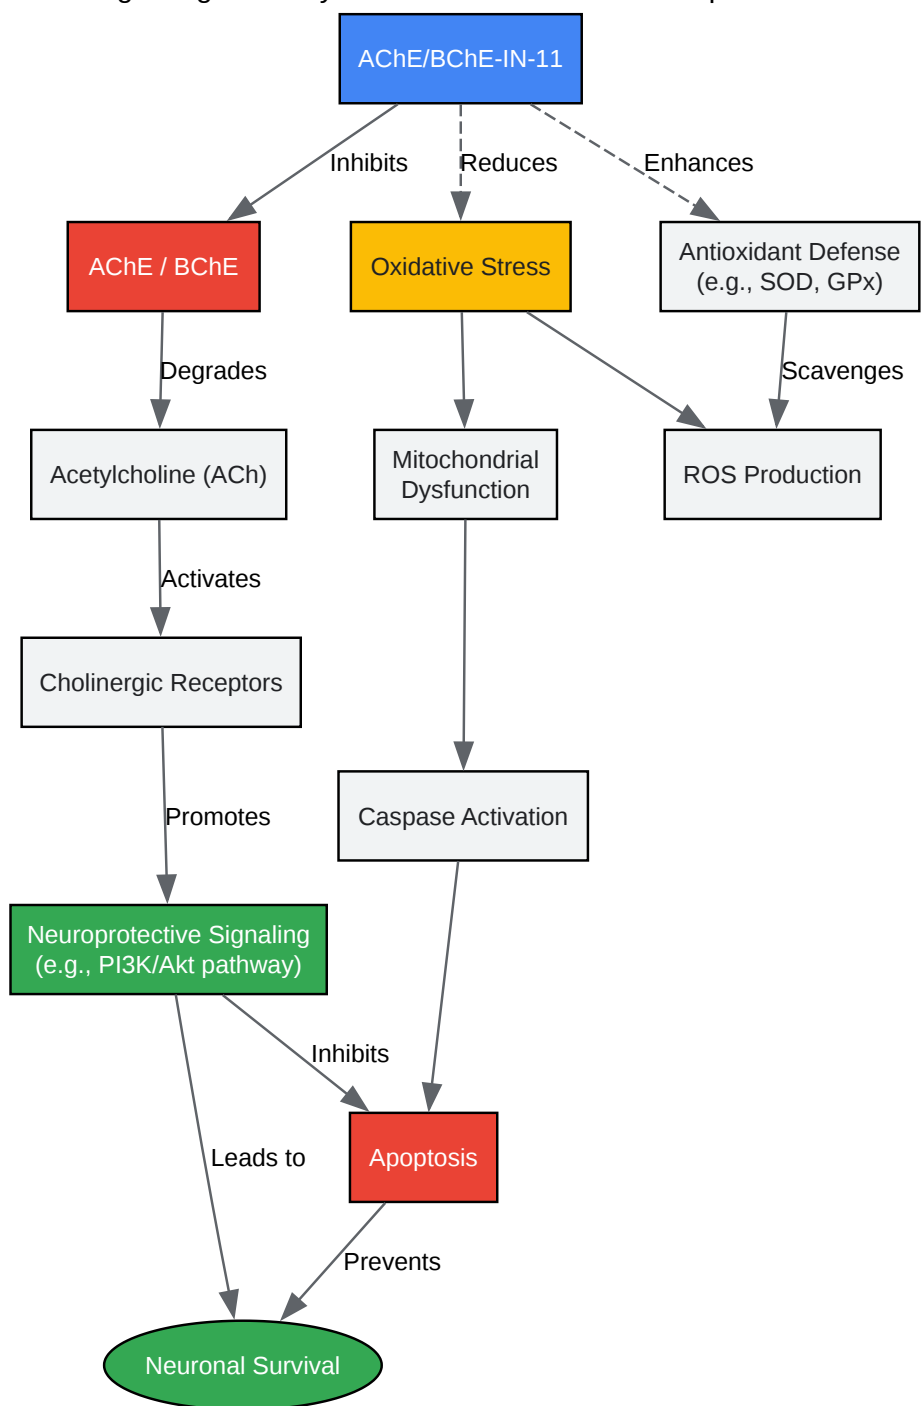 AChE/BChE-IN-11
Inhibits
Reduces
Enhances
AChE / BChE
Oxidative Stress
Antioxidant Defense
(e.g., SOD, GPx)
Degrades
Scavenges
Acetylcholine (ACh)
Mitochondrial
Dysfunction
ROS Production
Activates
Cholinergic Receptors
Promotes
Caspase Activation
Neuroprotective Signaling
(e.g., PI3K/Akt pathway)
Inhibits
Leads to
Apoptosis
Prevents
Neuronal Survival